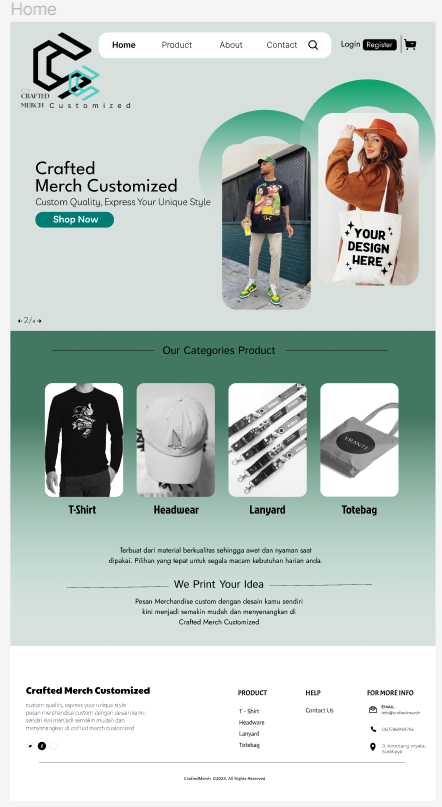 Home
Home Product About Contact
Login Register
CRAFTED
MERCH Customized
Crafted
Merch Customized
Custom Quality, Express Your Unique Style
Shop Now
YOUR
DESIGN
HERE
2/4
Our Categories Product
T-Shirt Headwear Lanyard Totebag
Terbuat dari material berkualitas sehingga awet dan nyaman saat
dipakai. Pilihan yang tepat untuk segala macam kebutuhan harian anda.
We Print Your Idea
Pesan Merchandise custom dengan desain kamu sendiri
kini menjadi semakin mudah dan menyenangkan di
Crafted Merch Customized
Crafted Merch Customized
custom quality, express your unique style
pesan merchandise custom dengan desain kamu
sendiri kini menjadi semakin mudah dan
menyenangkan di crafted merch customized
PRODUCT
T - Shirt
Headware
Lanyard
Totebag
HELP
Contact Us
FOR MORE INFO
EMAIL
info@craftedmerch
Jl. Ketintang wiyata,
surabaya
CraftedMerch ©2023. All Rights Reserved.